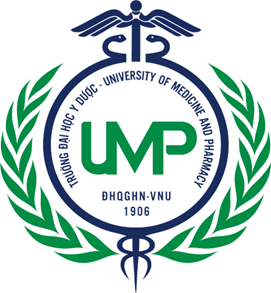 TRƯỜNG ĐẠI HỌC Y DƯỢC - UNIVERSITY OF MEDICINE AND PHARMACY
UMP
ĐHQGHN-VNU
1906